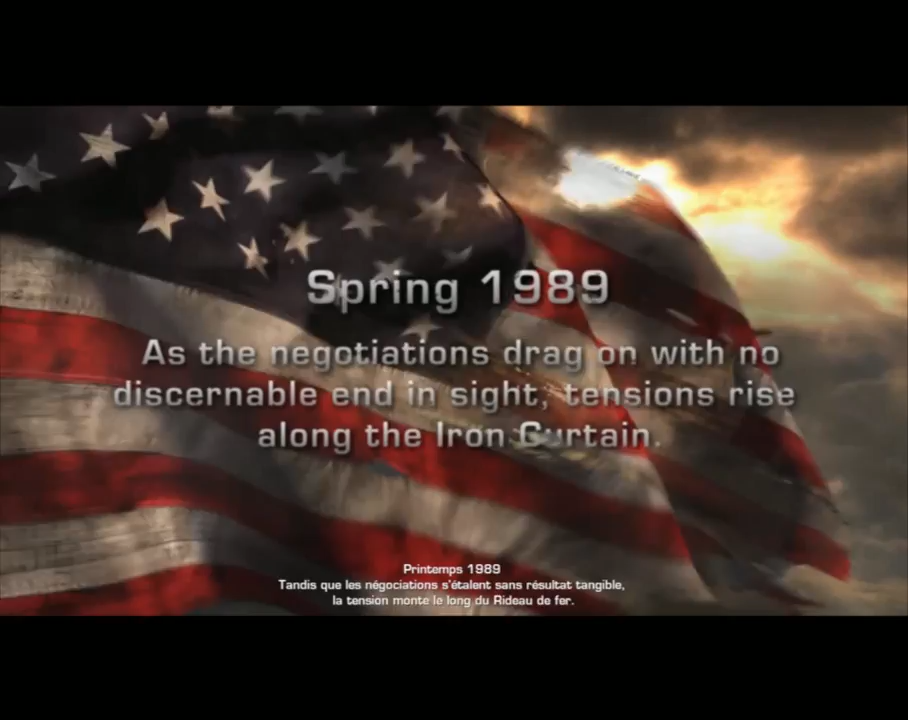 Spring 1989
As the negotiations drag on with no
discernable end in sight, tensions rise
along the Iron Curtain.
Printemps 1989
Tandis que les négociations s'étalent sans résultat tangible,
la tension monte le long du Rideau de fer.